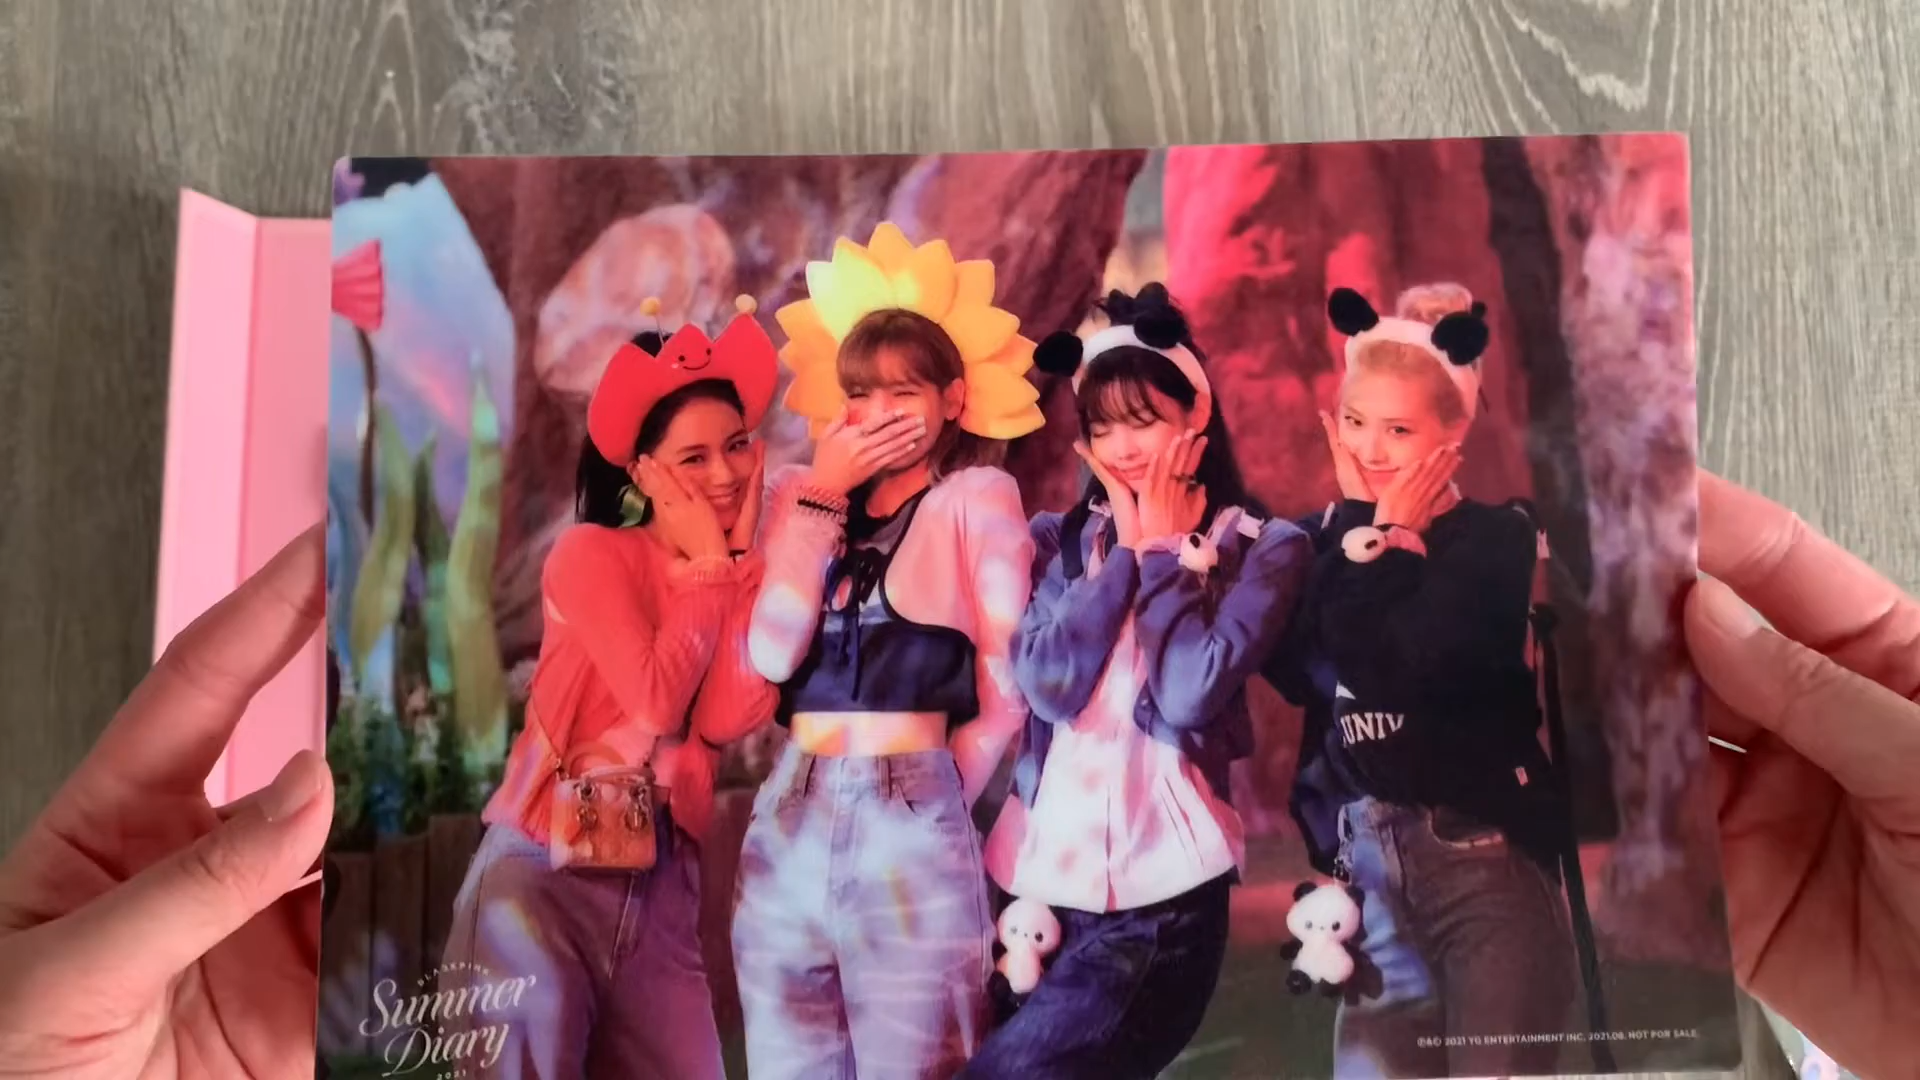 BLACKPINK
Summer
Diary
2021
UNIV
℗&© 2021 YG ENTERTAINMENT INC. 2021.08. NOT FOR SALE.